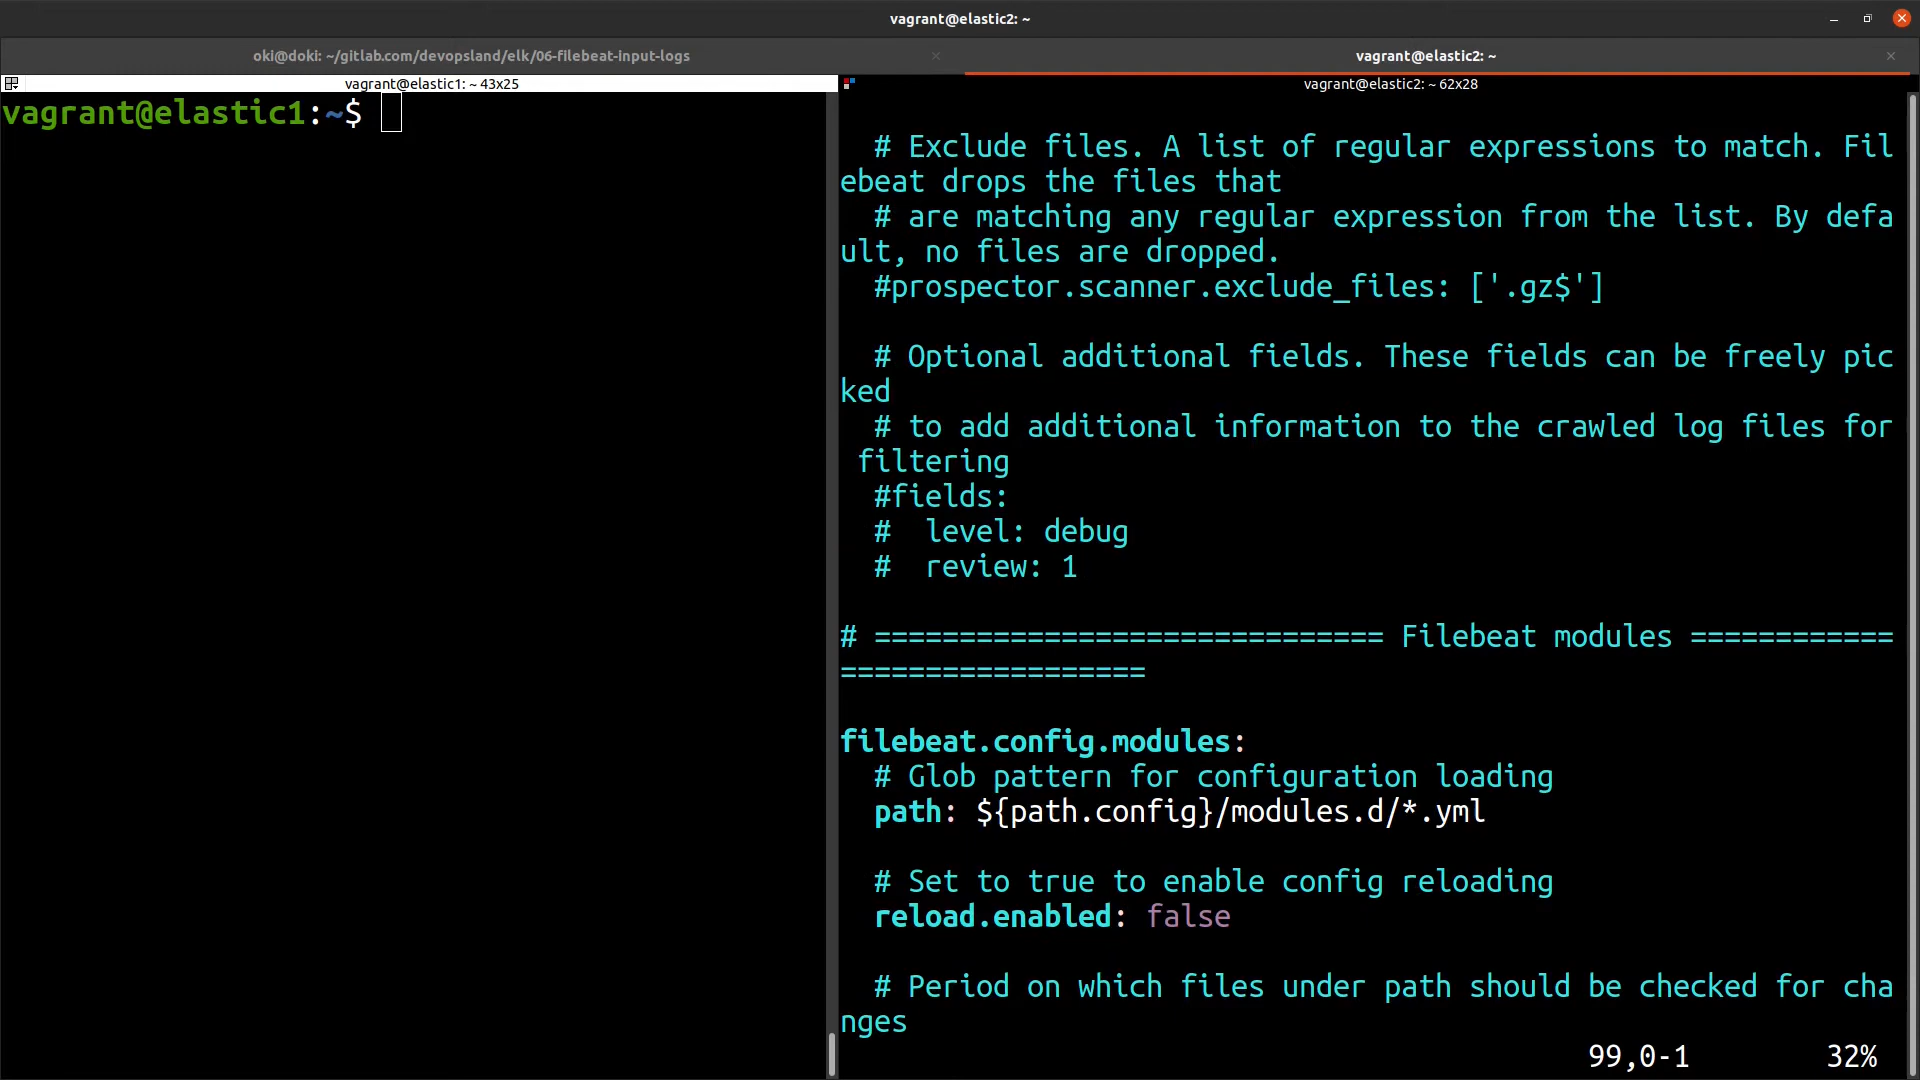 vagrant@elastic2: ~
oki@doki: ~/gitlab.com/devopsland/elk/06-filebeat-input-logs
vagrant@elastic2: ~
vagrant@elastic1: ~ 43x25
vagrant@elastic1:~$
vagrant@elastic2: ~ 62x28
  # Exclude files. A list of regular expressions to match. Fil
ebeat drops the files that
  # are matching any regular expression from the list. By defa
ult, no files are dropped.
  #prospector.scanner.exclude_files: ['.gz$']
  # Optional additional fields. These fields can be freely pic
ked
  # to add additional information to the crawled log files for
 filtering
  #fields:
  #  level: debug
  #  review: 1
# ============================== Filebeat modules ============
==================
filebeat.config.modules:
  # Glob pattern for configuration loading
  path: ${path.config}/modules.d/*.yml
  # Set to true to enable config reloading
  reload.enabled: false
  # Period on which files under path should be checked for cha
nges
99,0-1 32%